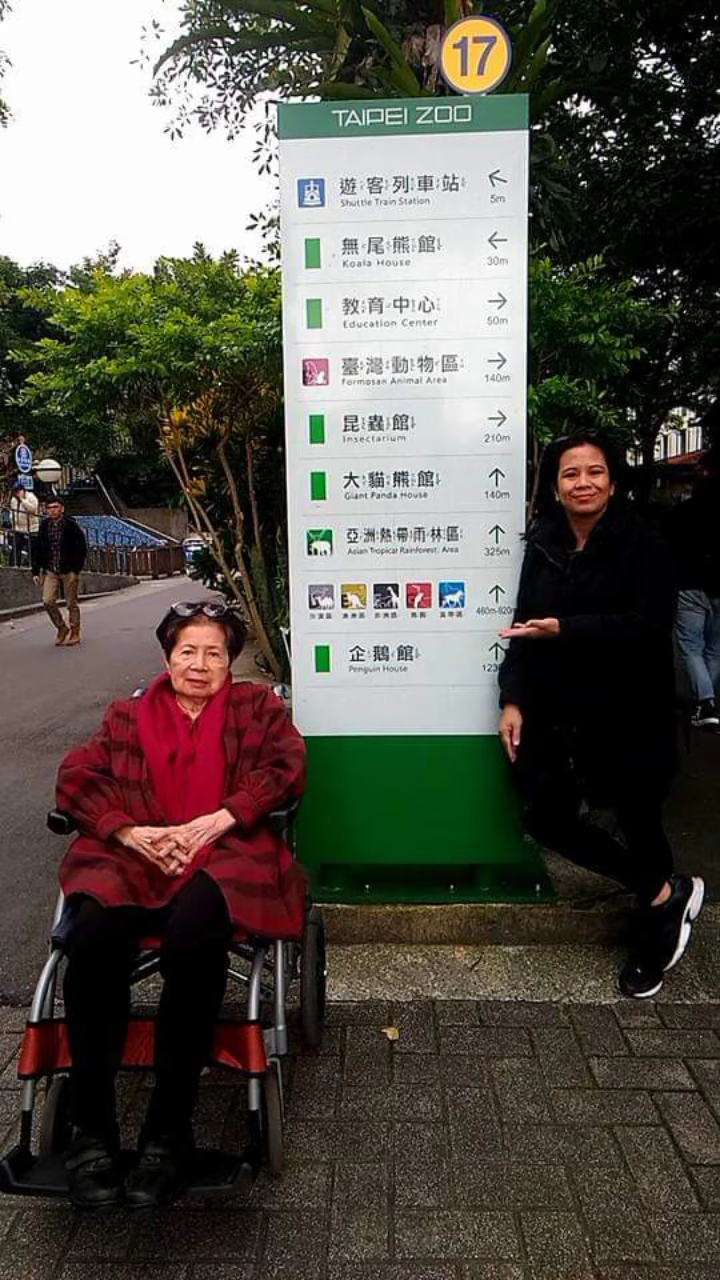 17
TAIPEI ZOO
遊客列車站
Shuttle Train Station
5m
無尾熊館
Koala House
30m
教育中心
Education Center
50m
臺灣動物區
Formosan Animal Area
140m
昆蟲館
Insectarium
210m
大貓熊館
Giant Panda House
140m
亞洲熱帶雨林區
Asian Tropical Rainforest Area
325m
企鵝館
Penguin House